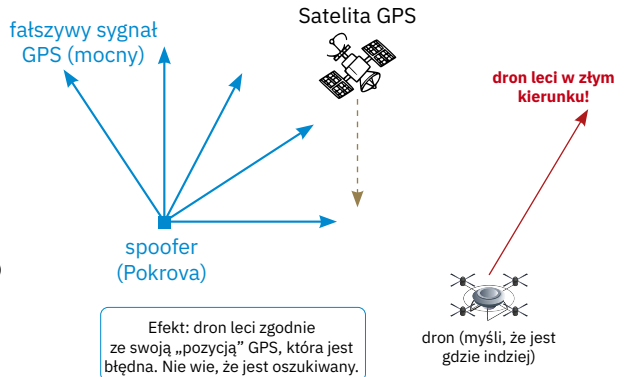 fałszywy sygnał
GPS (mocny)
Satelita GPS
dron leci w złym
kierunku!
spoofer
(Pokrova)
)
Efekt: dron leci zgodnie
ze swoją „pozycją” GPS, która jest
błędna. Nie wie, że jest oszukiwany.
dron (myśli, że jest
gdzie indziej)